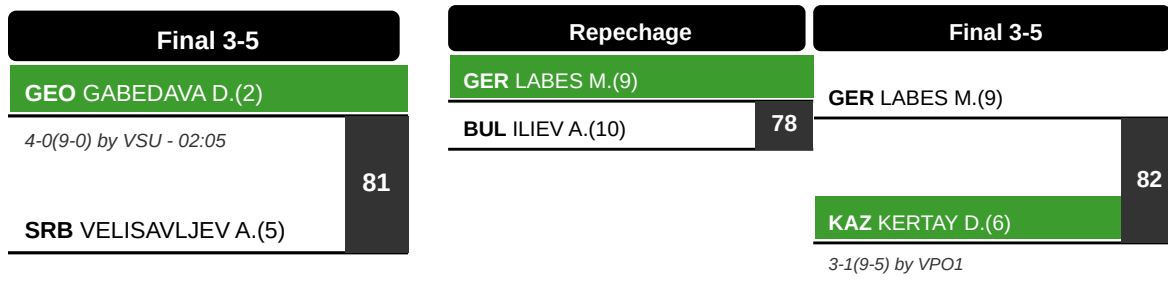 Final 3-5
GEO GABEDAVA D.(2)
4-0(9-0) by VSU - 02:05
81
SRB VELISAVLJEV A.(5)
Repechage
GER LABES M.(9)
BUL ILIEV A.(10)
78
Final 3-5
GER LABES M.(9)
82
KAZ KERTAY D.(6)
3-1(9-5) by VPO1